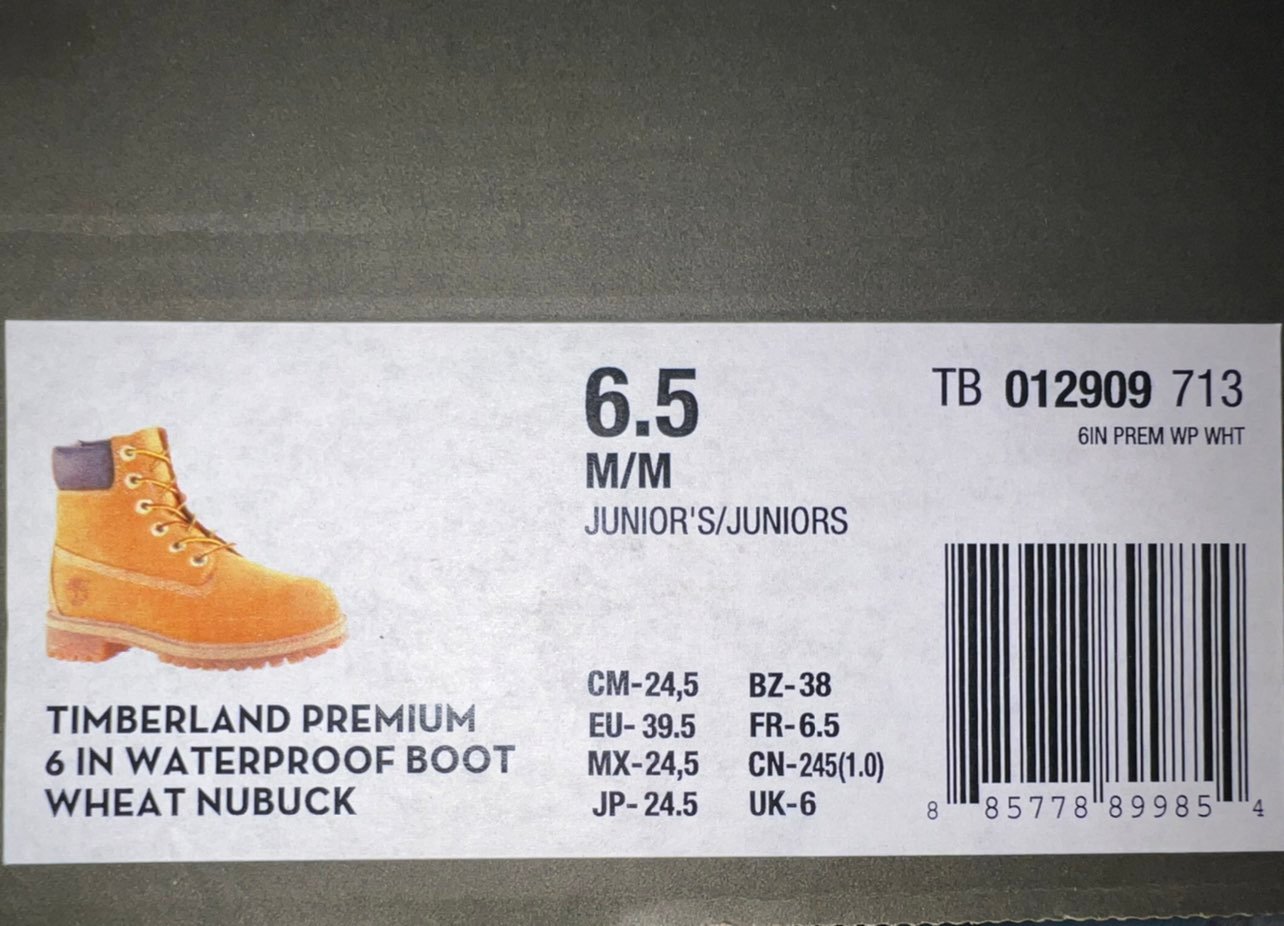 6.5
M/M
JUNIOR'S/JUNIORS
TB 012909 713
6IN PREM WP WHT
TIMBERLAND PREMIUM
6 IN WATERPROOF BOOT
WHEAT NUBUCK
CM-24,5 BZ-38
EU- 39.5 FR-6.5
MX-24,5 CN-245(1.0)
JP- 24.5 UK-6
8 85778 89985 4